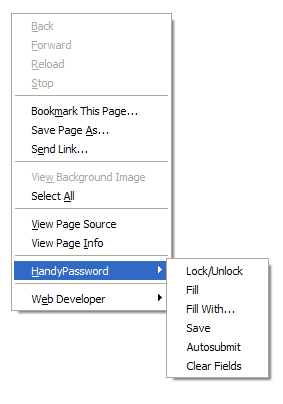 Back
Forward
Reload
Stop
Bookmark This Page...
Save Page As...
Send Link...
View Background Image
Select All
View Page Source
View Page Info
HandyPassword
Web Developer
Lock/Unlock
Fill
Fill With...
Save
Autosubmit
Clear Fields